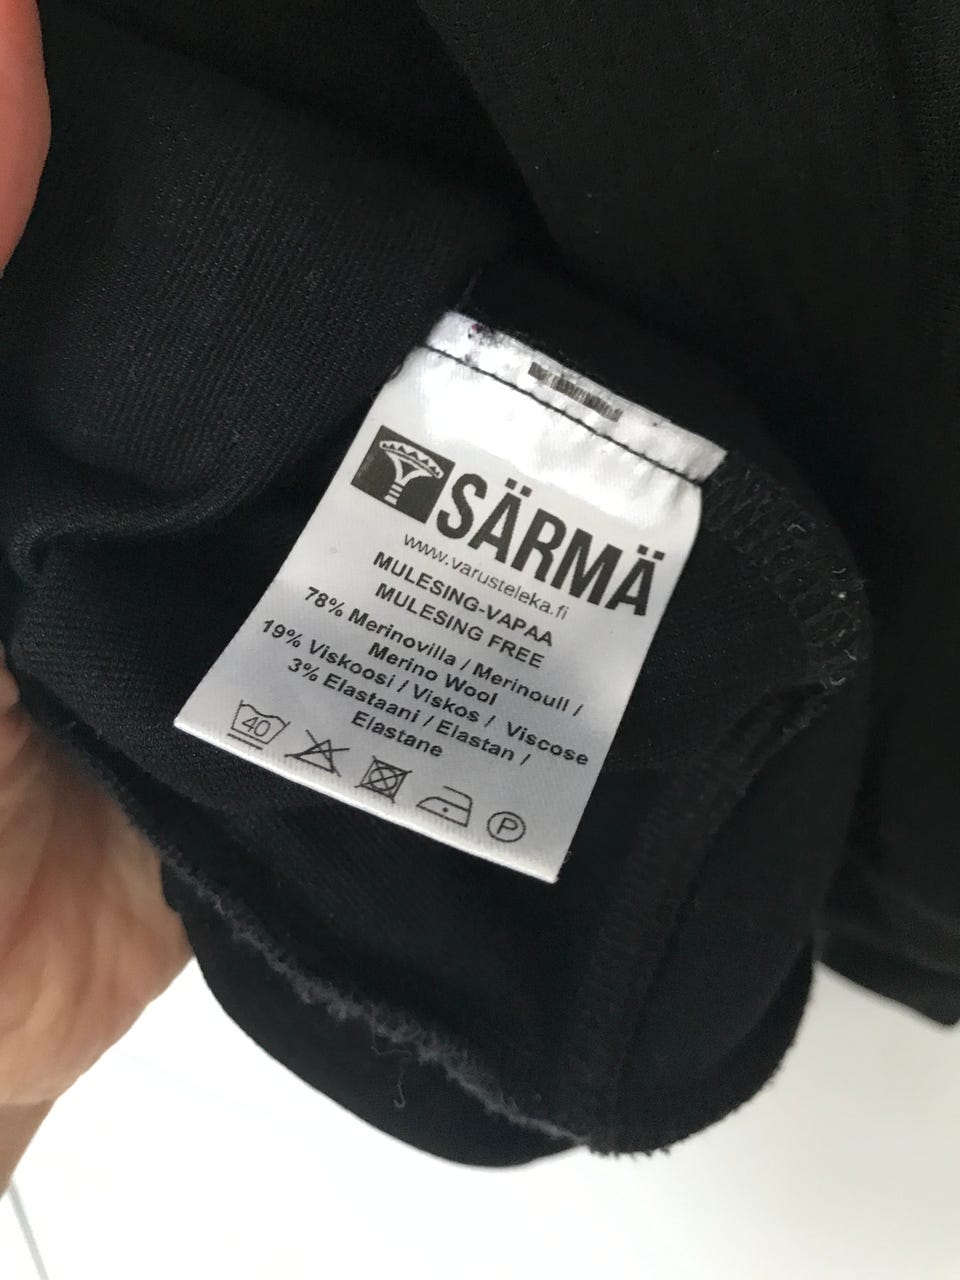 SÄRMÄ
www.varusteleka.fi
MULESING-VAPAA
MULESING FREE
78% Merinovilla / Merinoull /
Merino Wool
19% Viskoosi / Viskos / Viscose
3% Elastaani / Elastan /
Elastane
40
P